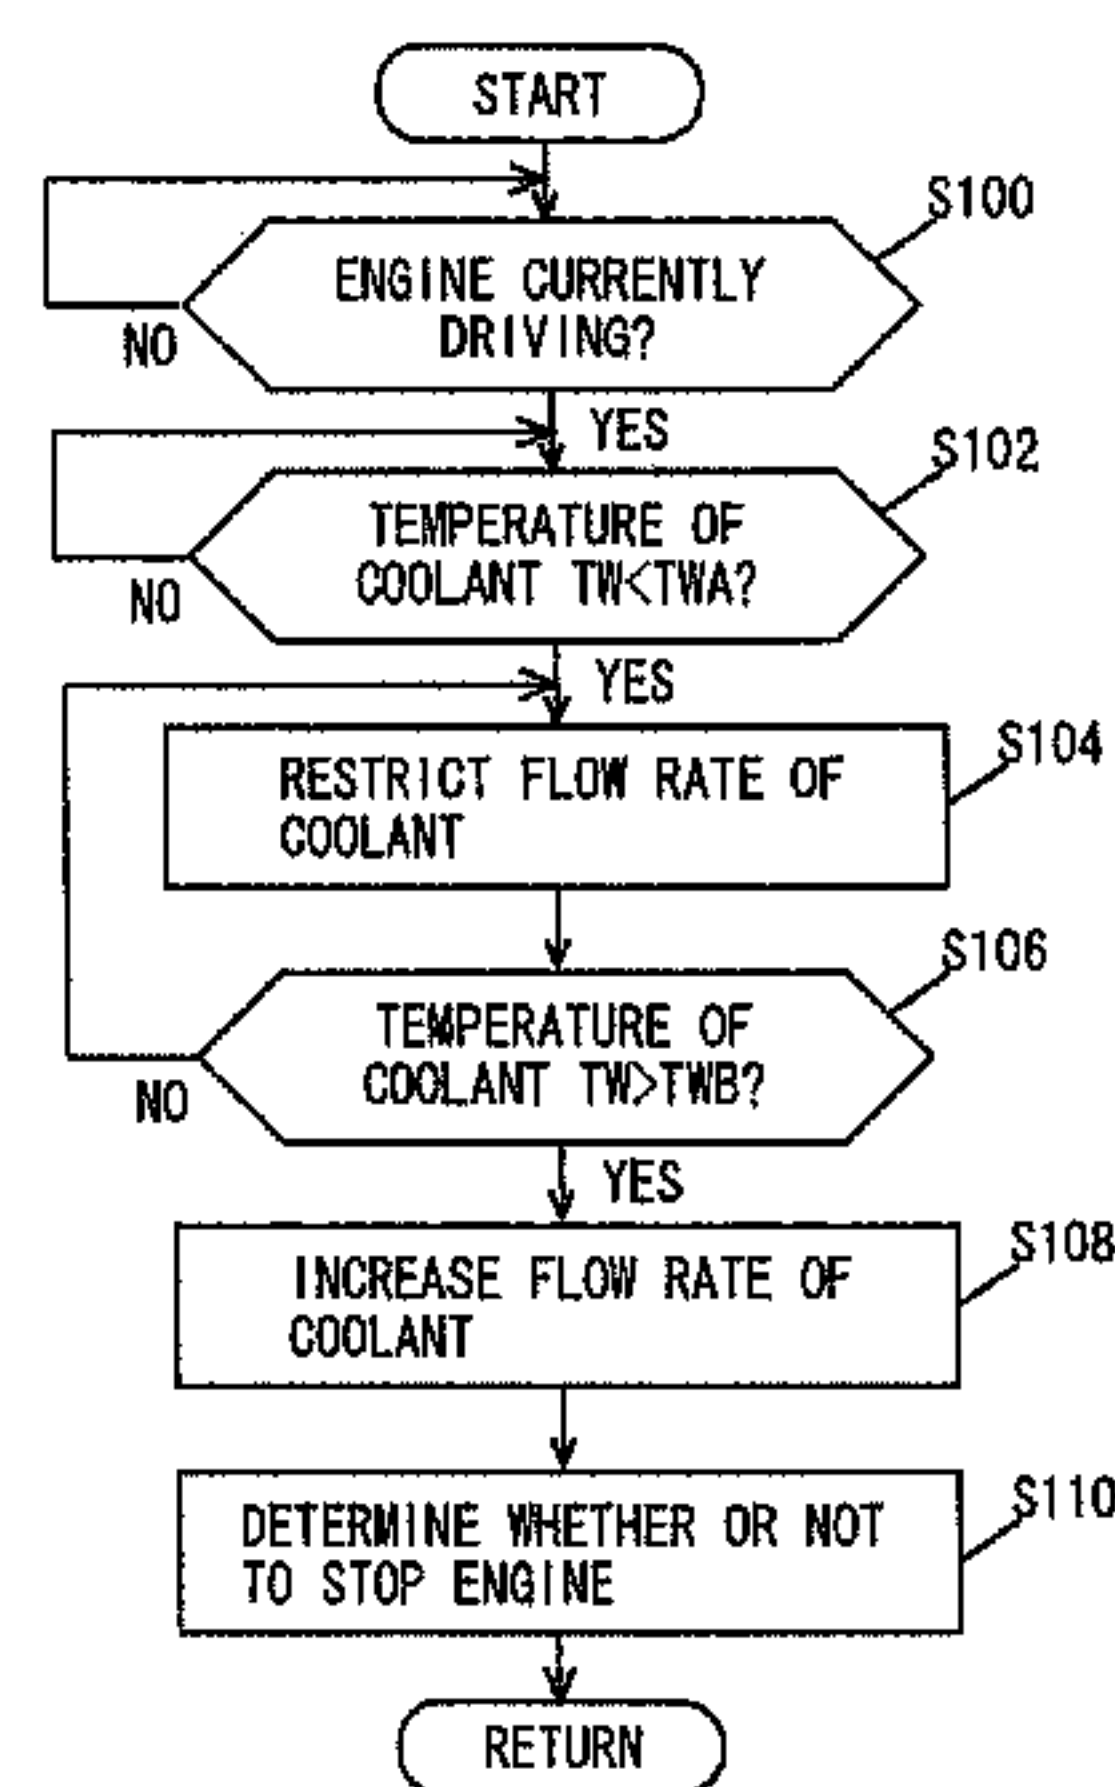 START
S100
ENGINE CURRENTLY
DRIVING?
NO
YES
S102
TEMPERATURE OF
COOLANT TW<TWA?
NO
YES
S104
RESTRICT FLOW RATE OF
COOLANT
S106
TEMPERATURE OF
COOLANT TW>TWB?
NO
YES
S108
INCREASE FLOW RATE OF
COOLANT
S110
DETERMINE WHETHER OR NOT
TO STOP ENGINE
RETURN